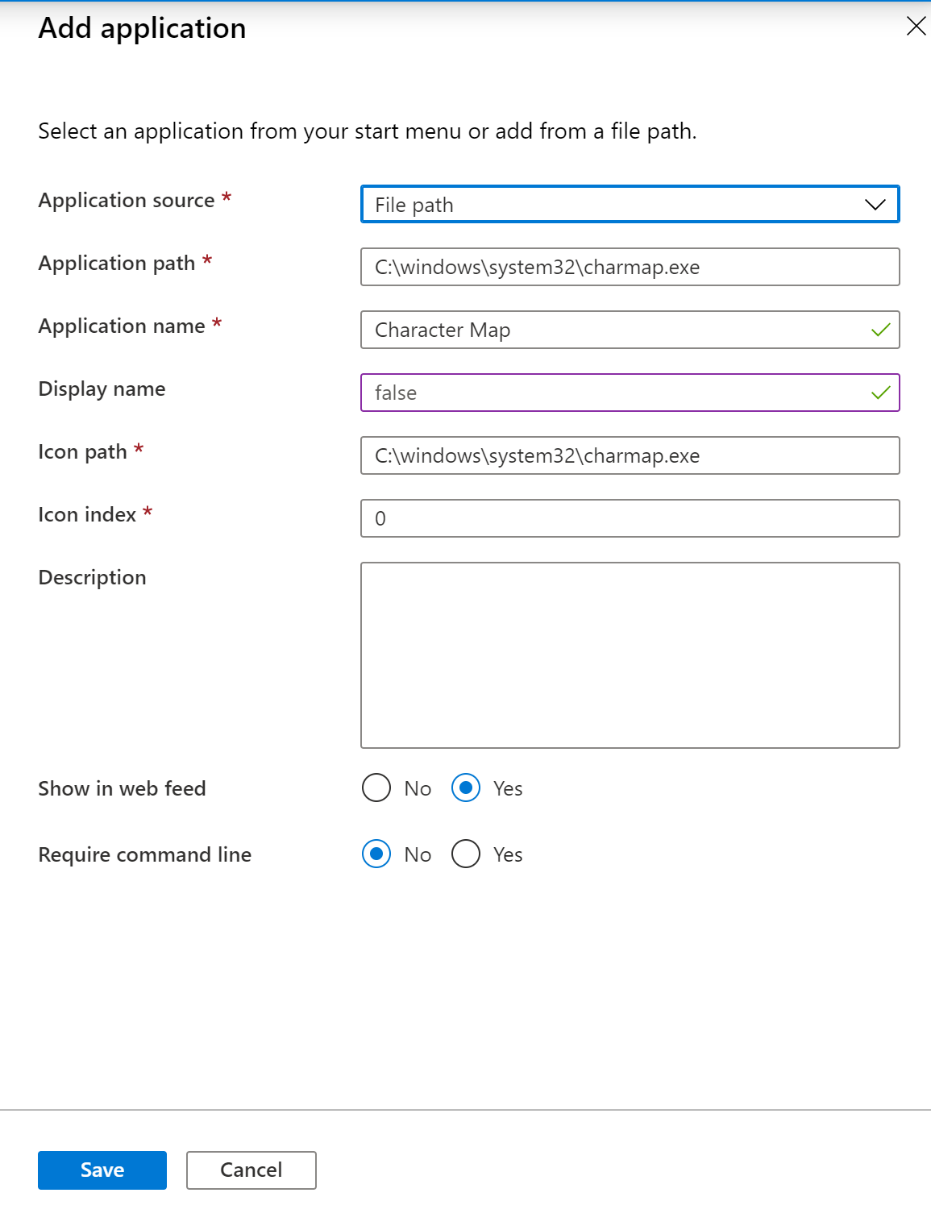 Add application
Select an application from your start menu or add from a file path.
Application source *
File path
Application path *
C:\windows\system32\charmap.exe
Application name *
Character Map
Display name
false
Icon path *
C:\windows\system32\charmap.exe
Icon index *
0
Description
Show in web feed
No Yes
Require command line
No Yes
Save Cancel